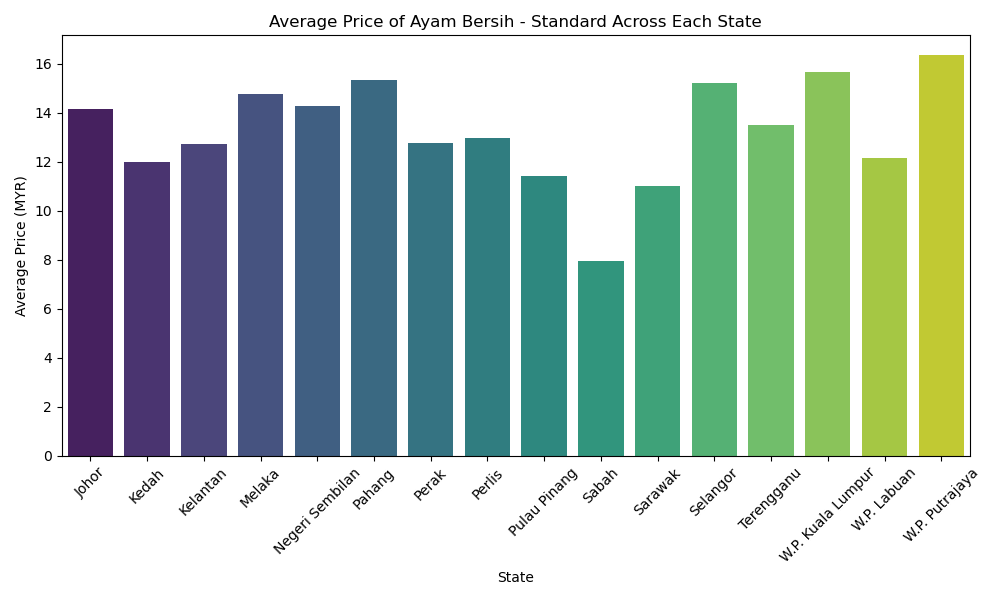 Average Price of Ayam Bersih - Standard Across Each State
Average Price (MYR)
16
14
12
10
8
6
4
2
0
Johor
Kedah
Kelantan
Melaka
Negeri Sembilan
Pahang
Perak
Perlis
Pulau Pinang
Sabah
Sarawak
Selangor
Terengganu
W.P. Kuala Lumpur
W.P. Labuan
W.P. Putrajaya
State